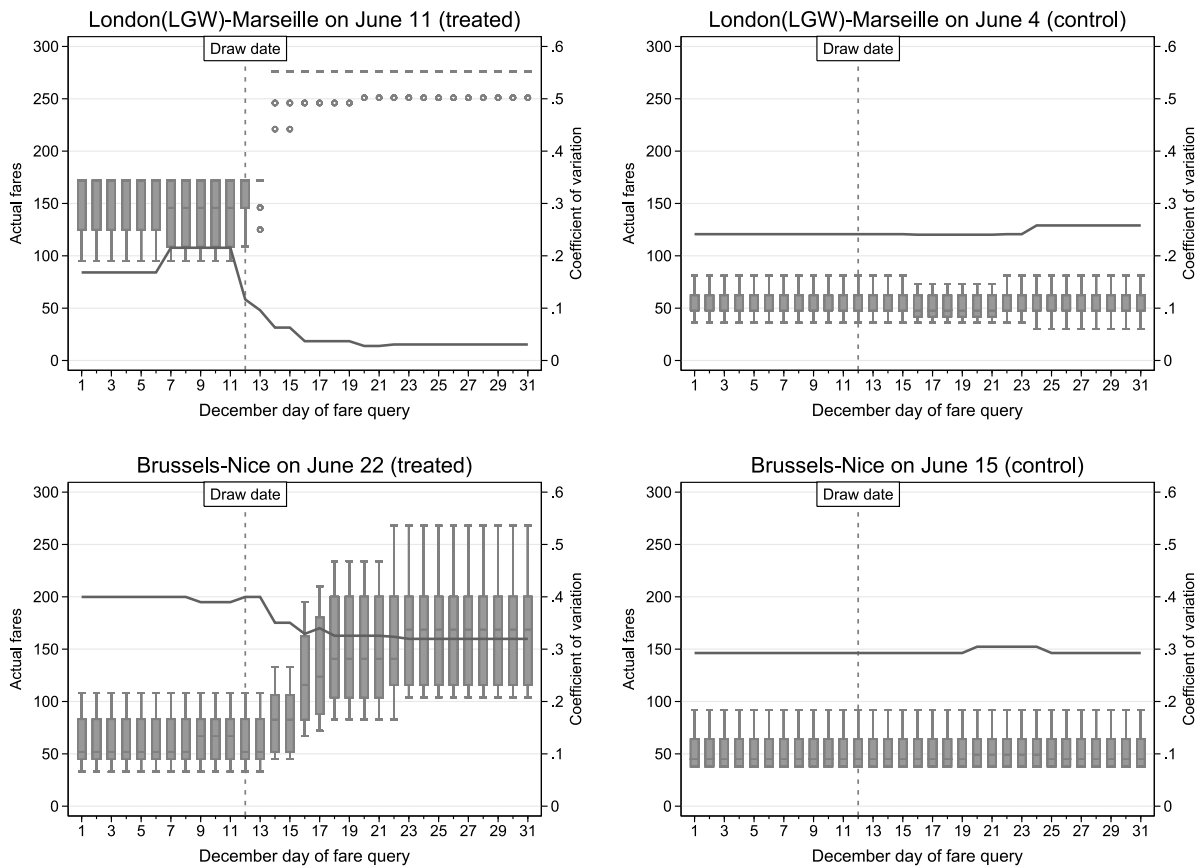 London(LGW)-Marseille on June 11 (treated)
Draw date
Actual fares
300
250
200
150
100
50
0
.6
.5
.4
.3
.2
.1
0
Coefficient of variation
1 3 5 7 9 11 13 15 17 19 21 23 25 27 29 31
December day of fare query
London(LGW)-Marseille on June 4 (control)
Draw date
Actual fares
300
250
200
150
100
50
0
.6
.5
.4
.3
.2
.1
0
Coefficient of variation
1 3 5 7 9 11 13 15 17 19 21 23 25 27 29 31
December day of fare query
Brussels-Nice on June 22 (treated)
Draw date
Actual fares
300
250
200
150
100
50
0
.6
.5
.4
.3
.2
.1
0
Coefficient of variation
1 3 5 7 9 11 13 15 17 19 21 23 25 27 29 31
December day of fare query
Brussels-Nice on June 15 (control)
Draw date
Actual fares
300
250
200
150
100
50
0
.6
.5
.4
.3
.2
.1
0
Coefficient of variation
1 3 5 7 9 11 13 15 17 19 21 23 25 27 29 31
December day of fare query